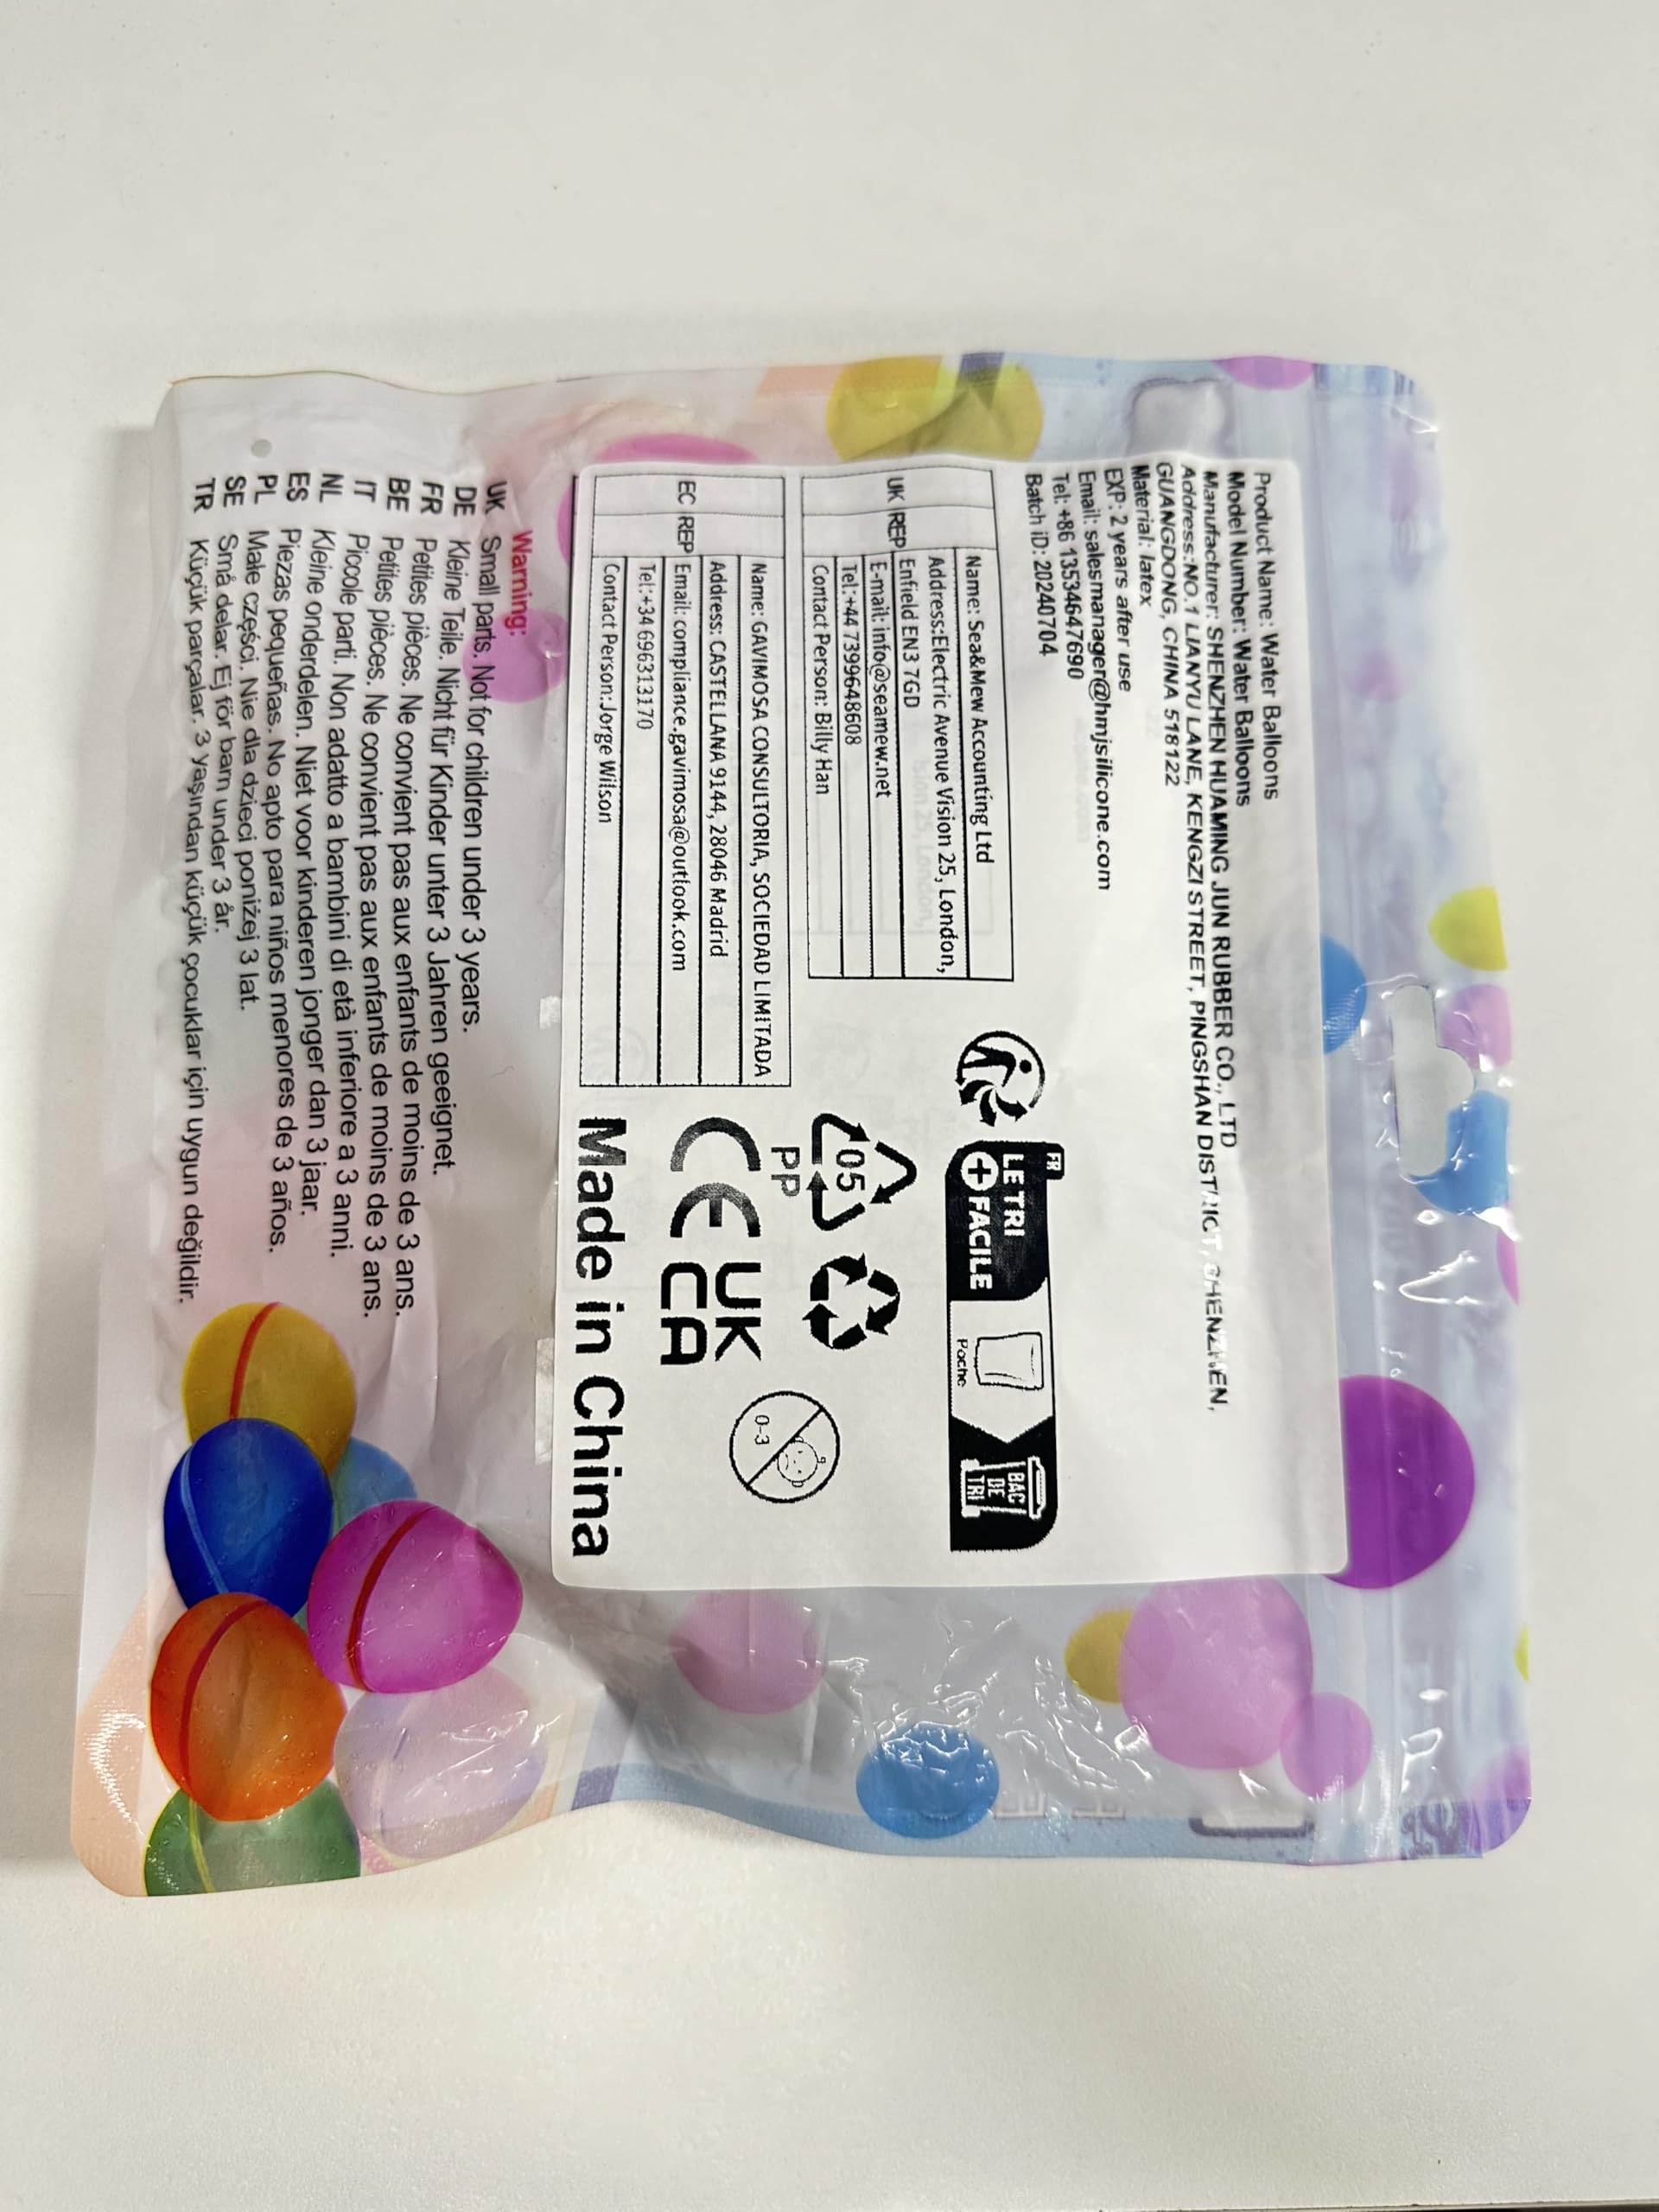 Product Name: Water Balloons
Model Number: Water Balloons
Manufacturer: SHENZHEN HUAMING JUN RUBBER CO., LTD
Address:NO.1 LIANYU LANE, KENGZI STREET, PINGSHAN DISTRICT, SHENZHEN,
GUANGDONG, CHINA 518122
Material: latex
EXP: 2 years after use
Email: salesmanager@hmjsilicone.com
Tel: +86 13534647690
Batch iD: 20240704
UK REP
Name: Sea&Mew Accounting Ltd
Address:Electric Avenue Vision 25, London,
Enfield EN3 7GD
E-mail: info@seamew.net
Tel:+44 7399648608
Contact Person: Billy Han
EC REP
Name: GAVIMOSA CONSULTORIA, SOCIEDAD LIMITADA
Address: CASTELLANA 9144, 28046 Madrid
Email: compliance.gavimosa@outlook.com
Tel:+34 696313170
Contact Person:Jorge Wilson
FR
LE TRI
+ FACILE
Poche
BAC
DE
TRI
05
PP
CE
UK
CA
0-3
Made in China
Warning:
UK Small parts. Not for children under 3 years.
DE Kleine Teile. Nicht für Kinder unter 3 Jahren geeignet.
FR Petites pièces. Ne convient pas aux enfants de moins de 3 ans.
BE Petites pièces. Ne convient pas aux enfants de moins de 3 ans.
IT Piccole parti. Non adatto a bambini di età inferiore a 3 anni.
NL Kleine onderdelen. Niet voor kinderen jonger dan 3 jaar.
ES Piezas pequeñas. No apto para niños menores de 3 años.
PL Małe części. Nie dla dzieci poniżej 3 lat.
SE Små delar. Ej för barn under 3 år.
TR Küçük parçalar. 3 yaşından küçük çocuklar için uygun değildir.